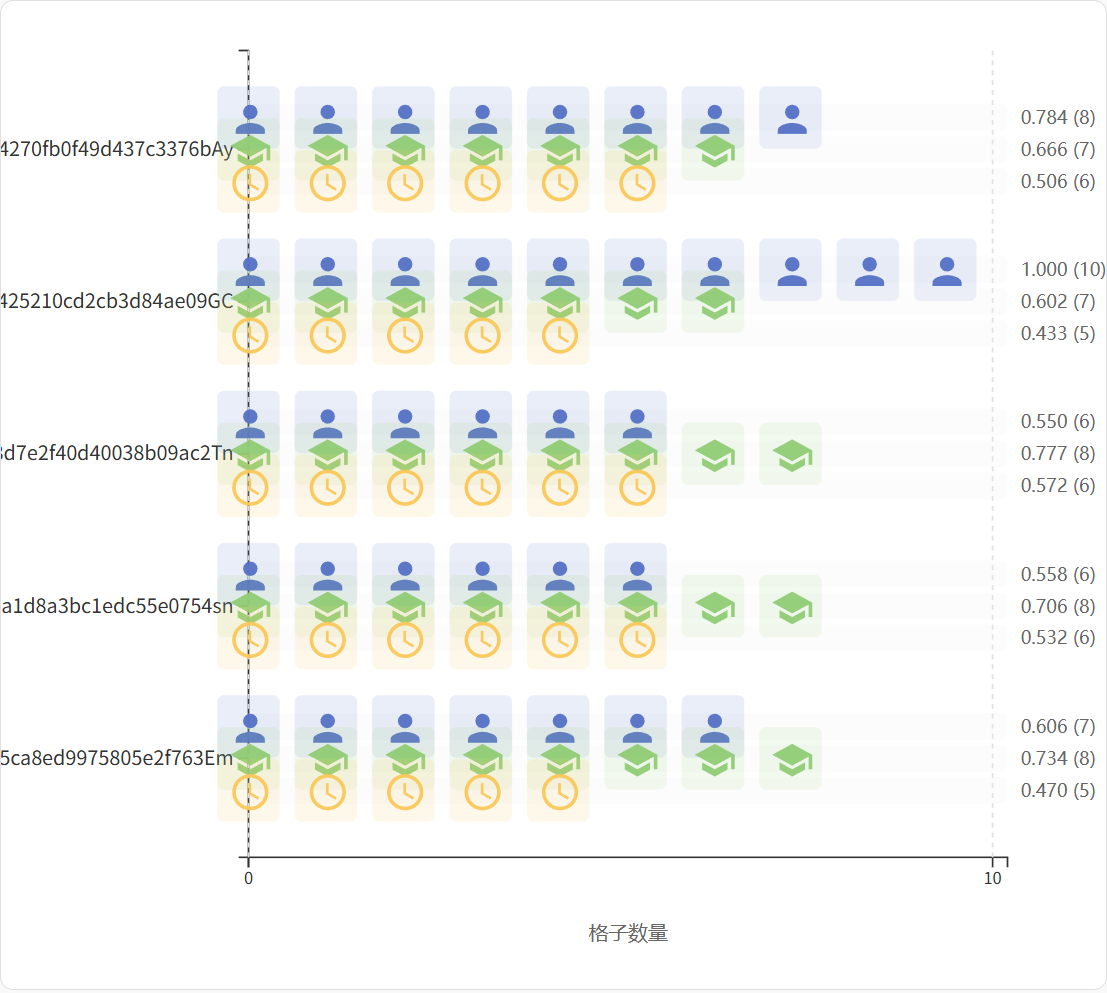 0.784 (8)
4270fb0f49d437c3376bAy
0.666 (7)
0.506 (6)
1.000 (10)
425210cd2cb3d84ae09GC
0.602 (7)
0.433 (5)
0.550 (6)
d7e2f40d40038b09ac2Tn
0.777 (8)
0.572 (6)
0.558 (6)
a1d8a3bc1edc55e0754sn
0.706 (8)
0.532 (6)
0.606 (7)
5ca8ed9975805e2f763Em
0.734 (8)
0.470 (5)
0
10
格子数量